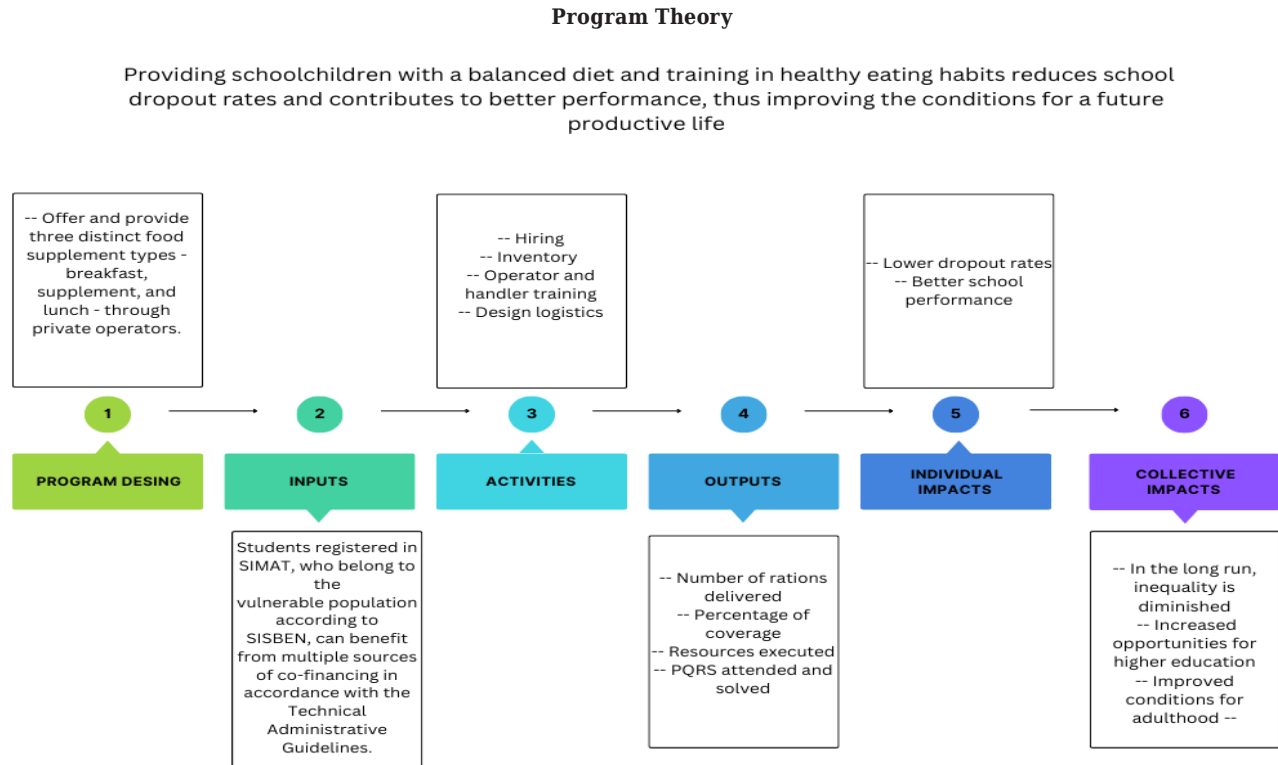 Program Theory
Providing schoolchildren with a balanced diet and training in healthy eating habits reduces school
dropout rates and contributes to better performance, thus improving the conditions for a future
productive life
-- Offer and provide
three distinct food
supplement types -
breakfast,
supplement, and
lunch - through
private operators.
-- Hiring
-- Inventory
-- Operator and
handler training
-- Design logistics
-- Lower dropout rates
-- Better school
performance
1
2
3
4
5
6
PROGRAM DESING
INPUTS
ACTIVITIES
OUTPUTS
INDIVIDUAL
IMPACTS
COLLECTIVE
IMPACTS
Students registered in
SIMAT, who belong to
the
vulnerable population
according to
SISBEN, can benefit
from multiple sources
of co-financing in
accordance with the
Technical
Administrative
Guidelines.
-- Number of rations
delivered
-- Percentage of
coverage
-- Resources executed
-- PQRS attended and
solved
-- In the long run,
inequality is
diminished
-- Increased
opportunities for
higher education
-- Improved
conditions for
adulthood --